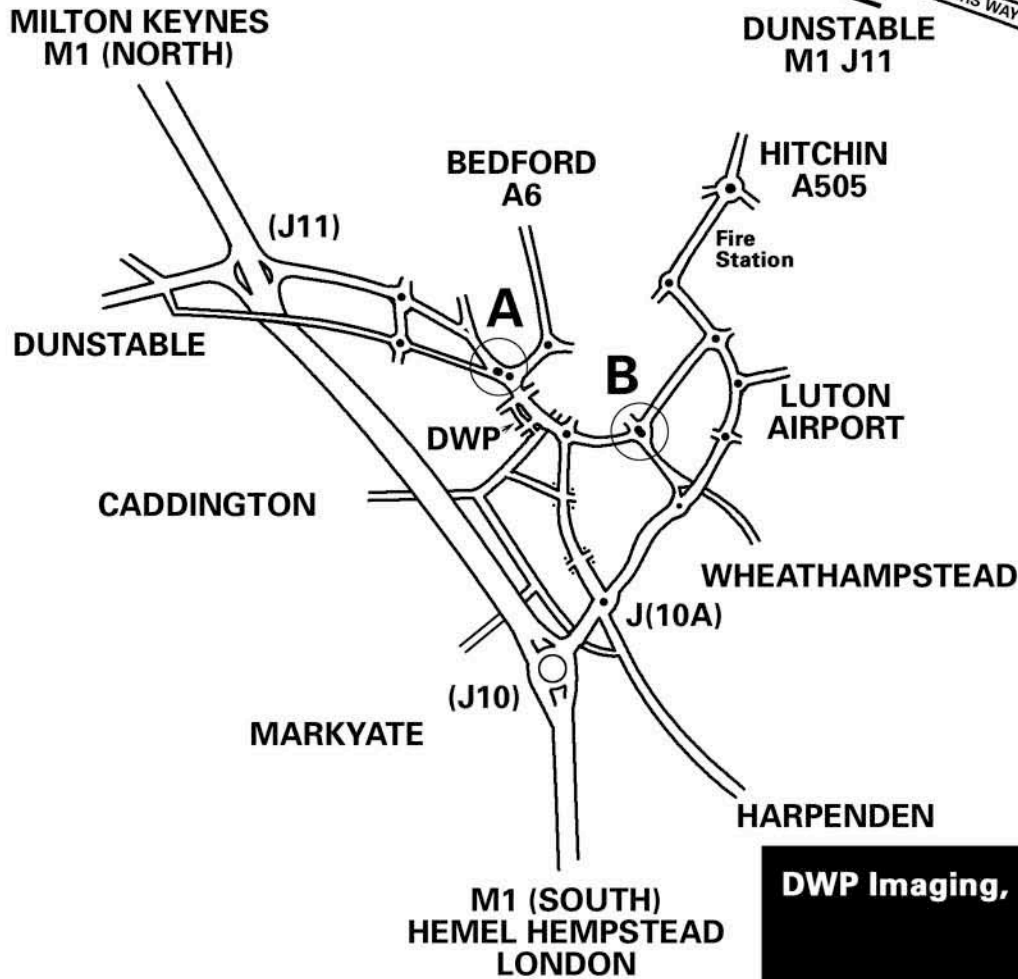 MILTON KEYNES
M1 (NORTH)
WAY
DUNSTABLE
M1 J11
BEDFORD
A6
HITCHIN
A505
(J11)
Fire
Station
A
DUNSTABLE
B
LUTON
AIRPORT
DWP
CADDINGTON
WHEATHAMPSTEAD
J(10A)
(J10)
MARKYATE
HARPENDEN
M1 (SOUTH)
HEMEL HEMPSTEAD
LONDON
DWP Imaging,